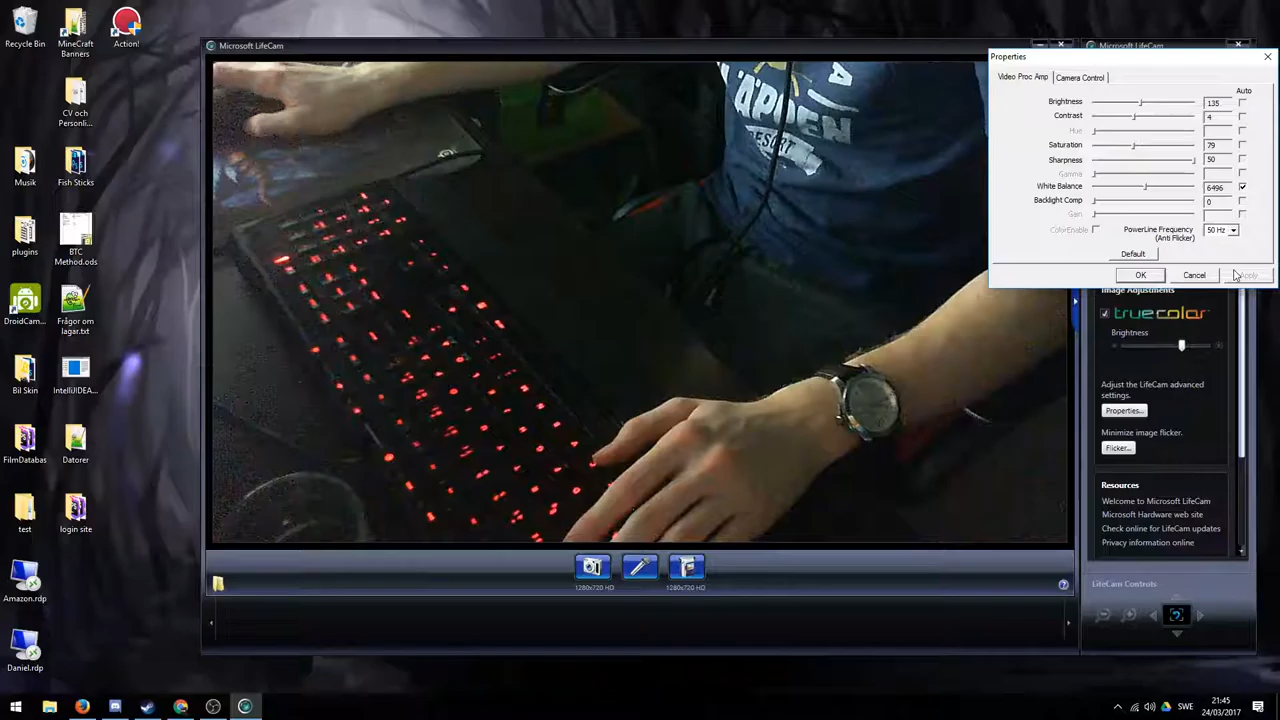 Recycle Bin
MineCraft Banners
Action!
CV och Personli...
Musik
Fish Sticks
plugins
BTC Method.ods
DroidCam...
Frågor om lagar.txt
Bil Skin
IntelliJIDEA...
FilmDatabas
Datorer
test
login site
Amazon.rdp
Daniel.rdp
Microsoft LifeCam
Microsoft LifeCam
RESORT
1280x720 HD
1280x720 HD
Properties
Video Proc Amp
Camera Control
Auto
Brightness 135
Contrast 4
Hue
Saturation 79
Sharpness 50
Gamma
White Balance 6496
Backlight Comp 0
Gain
ColorEnable
PowerLine Frequency 50 Hz
(Anti Flicker)
Default
OK Cancel Apply
Image Adjustments
truecolor
Brightness
Adjust the LifeCam advanced
settings.
Properties...
Minimize image flicker.
Flicker...
Resources
Welcome to Microsoft LifeCam
Microsoft Hardware web site
Check online for LifeCam updates
Privacy information online
LifeCam Controls
SWE
21:45
24/03/2017